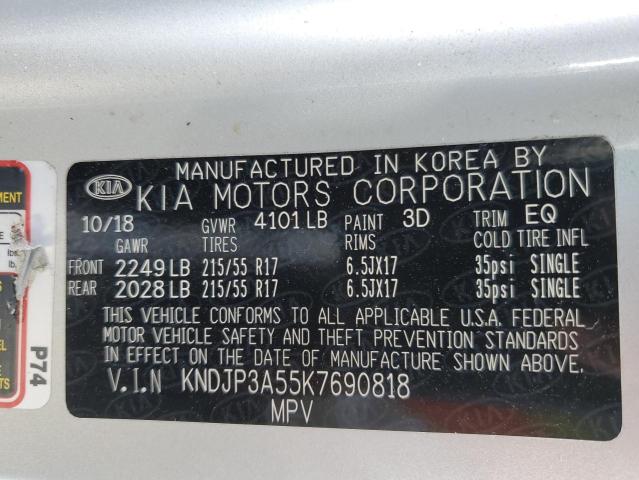 MANUFACTURED IN KOREA BY
KIA KIA MOTORS CORPORATION
10/18 GVWR 4101 LB PAINT 3D TRIM EQ
GAWR TIRES RIMS COLD TIRE INFL
FRONT 2249 LB 215/55 R17 6.5JX17 35psi SINGLE
REAR 2028 LB 215/55 R17 6.5JX17 35psi SINGLE
THIS VEHICLE CONFORMS TO ALL APPLICABLE U.S.A. FEDERAL
MOTOR VEHICLE SAFETY AND THEFT PREVENTION STANDARDS
IN EFFECT ON THE DATE OF MANUFACTURE SHOWN ABOVE.
V.I.N KNDJP3A55K7690818
MPV
P74